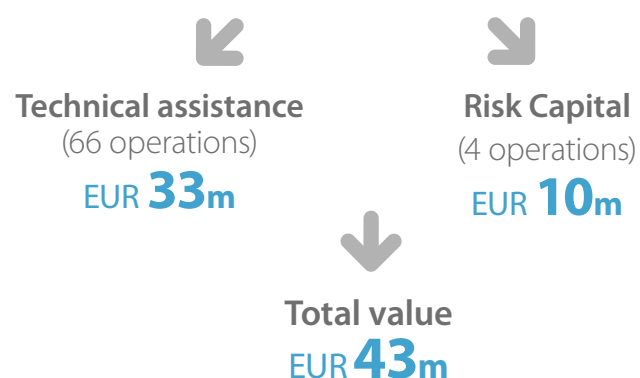 Technical assistance
(66 operations)
EUR 33m
Risk Capital
(4 operations)
EUR 10m
Total value
EUR 43m